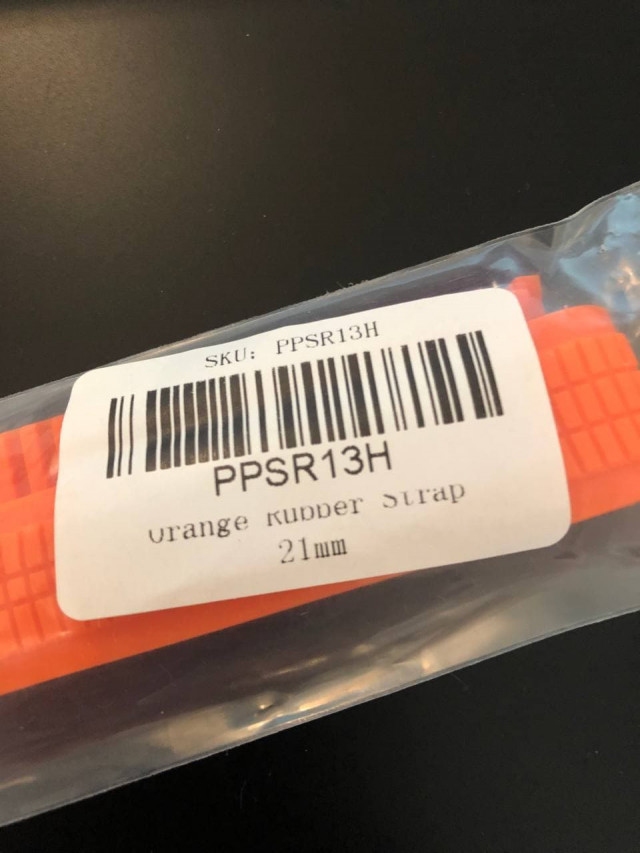 SKU: PPSR13H
PPSR13H
Orange Rubber Strap
21mm